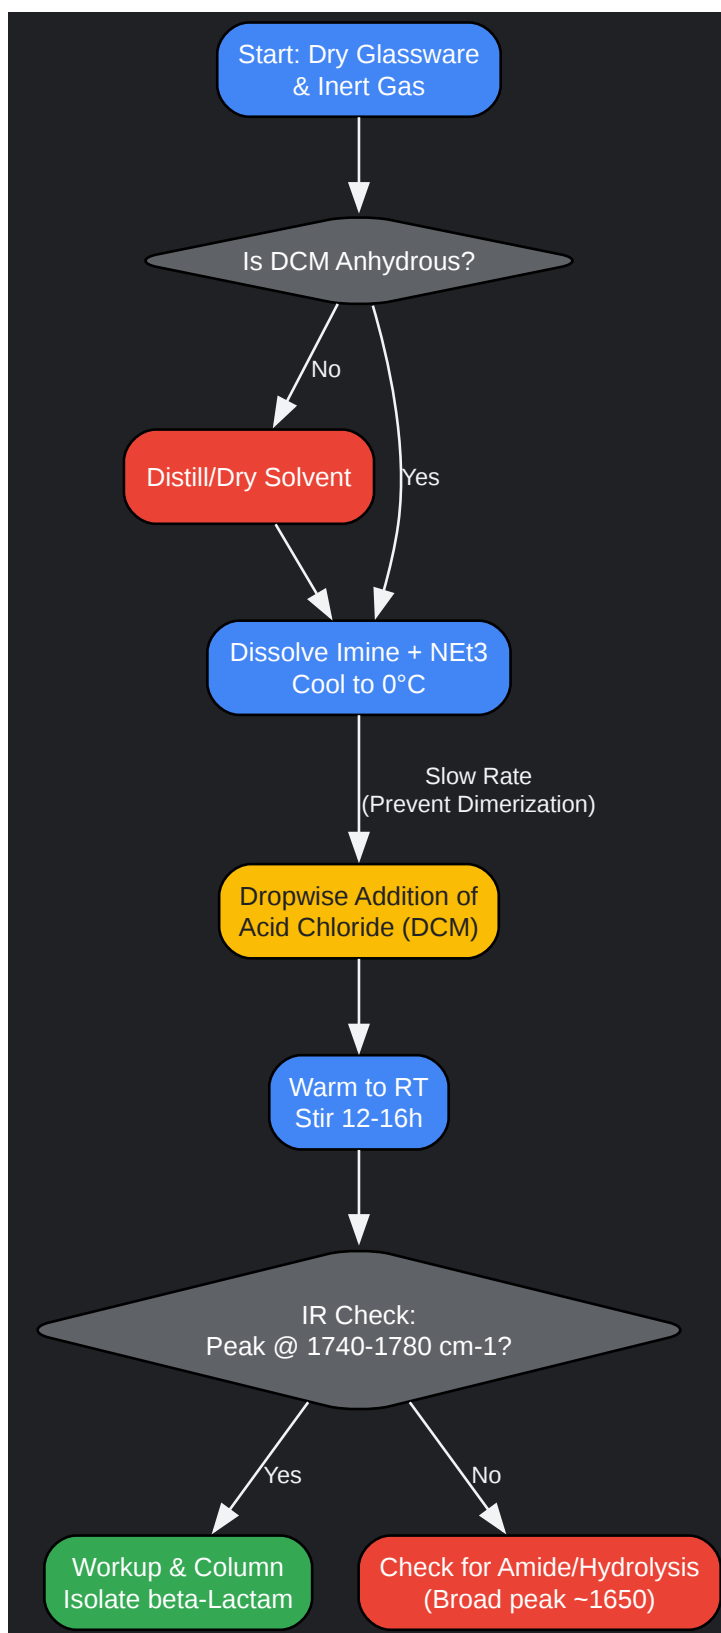 Start: Dry Glassware
& Inert Gas
Is DCM Anhydrous?
No
Distill/Dry Solvent
Yes
Dissolve Imine + NEt3
Cool to 0°C
Slow Rate
(Prevent Dimerization)
Dropwise Addition of
Acid Chloride (DCM)
Warm to RT
Stir 12-16h
IR Check:
Peak @ 1740-1780 cm-1?
Yes
No
Workup & Column
Isolate beta-Lactam
Check for Amide/Hydrolysis
(Broad peak ~1650)